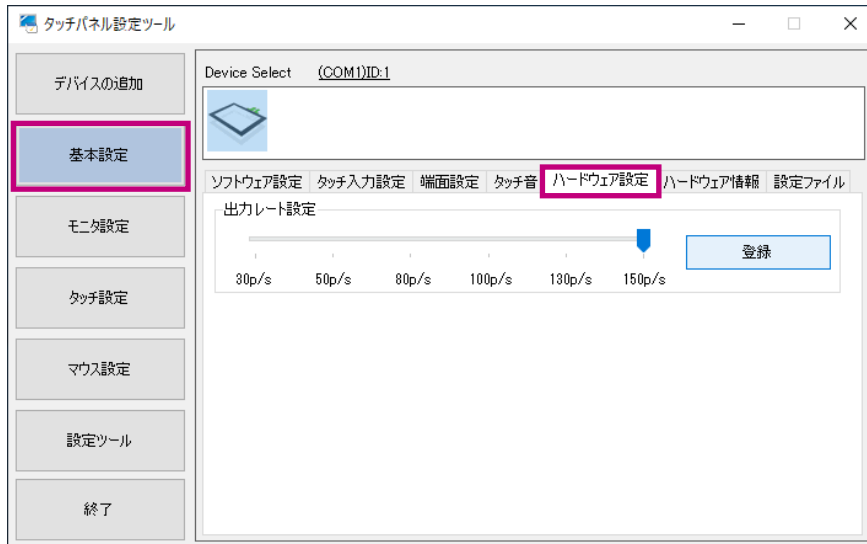 タッチパネル設定ツール
デバイスの追加
基本設定
モニタ設定
タッチ設定
マウス設定
設定ツール
終了
Device Select (COM1)ID:1
ソフトウェア設定 タッチ入力設定 端面設定 タッチ音 ハードウェア設定 ハードウェア情報 設定ファイル
出力レート設定
30p/s 50p/s 80p/s 100p/s 130p/s 150p/s
登録